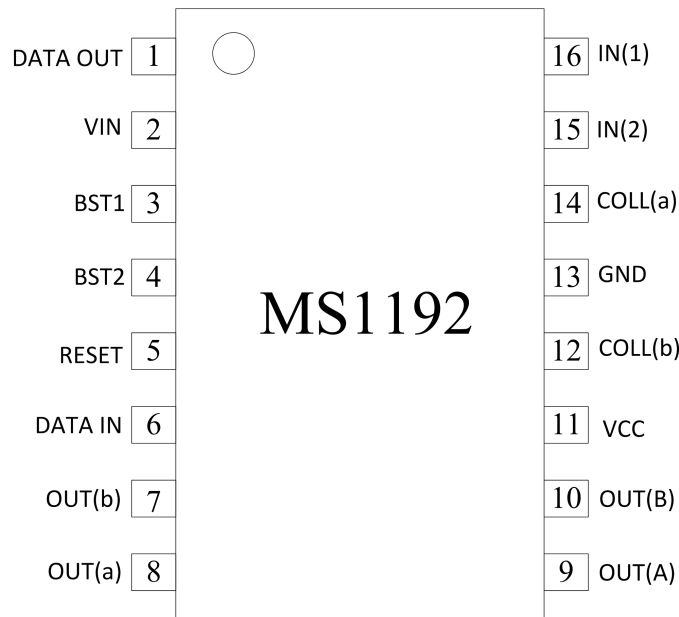 DATA OUT 1 16 IN(1)
VIN 2 15 IN(2)
BST1 3 14 COLL(a)
BST2 4 13 GND
MS1192
RESET 5 12 COLL(b)
DATA IN 6 11 VCC
OUT(b) 7 10 OUT(B)
OUT(a) 8 9 OUT(A)